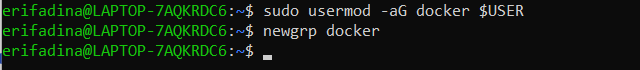 erifadina@LAPTOP-7AQKRDC6:~$ sudo usermod -aG docker $USER
erifadina@LAPTOP-7AQKRDC6:~$ newgrp docker
erifadina@LAPTOP-7AQKRDC6:~$